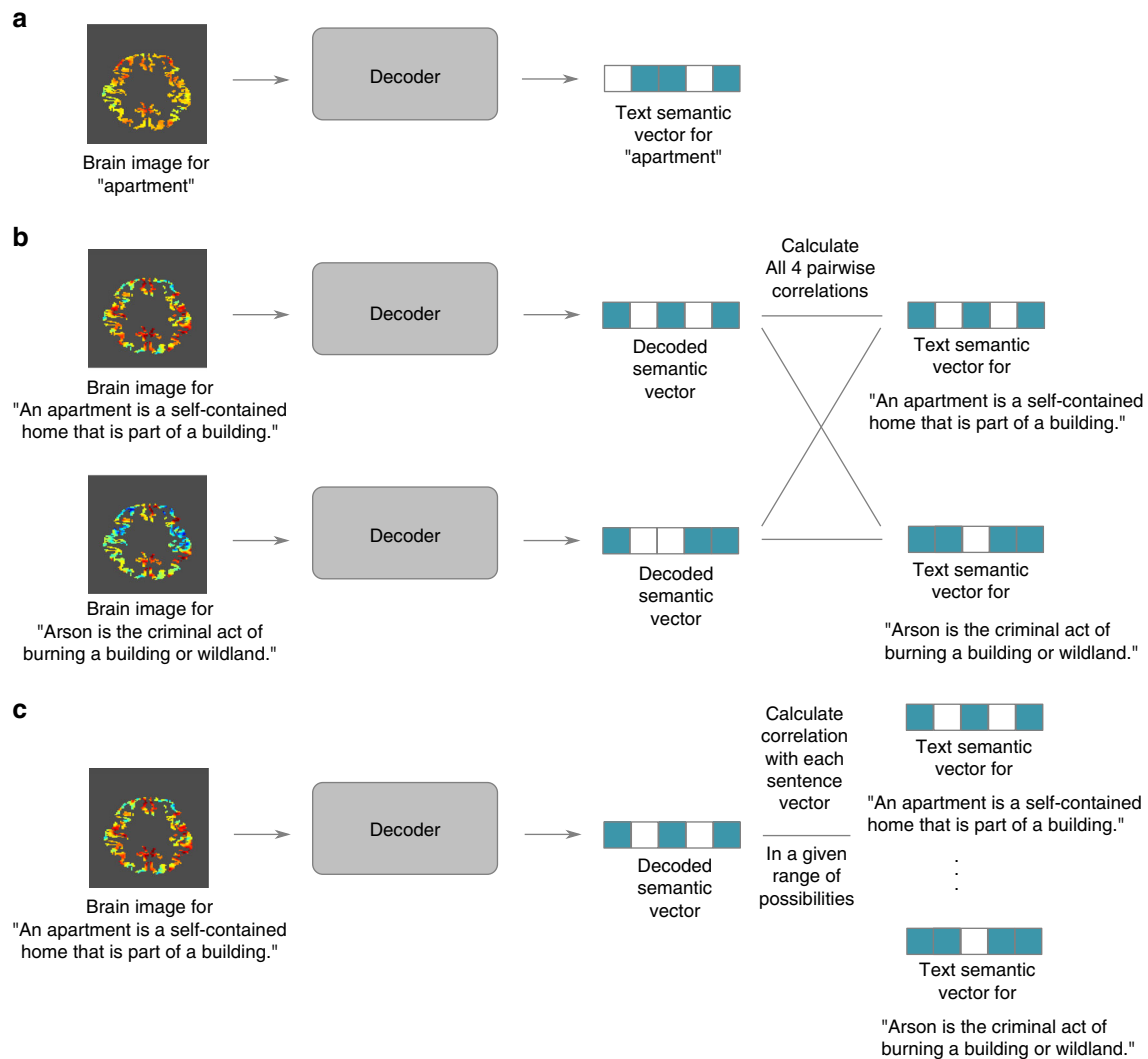 a
Decoder
Brain image for
"apartment"
Text semantic
vector for
"apartment"
b
Decoder
Calculate
All 4 pairwise
correlations
Brain image for
"An apartment is a self-contained
home that is part of a building."
Decoded
semantic
vector
Text semantic
vector for
"An apartment is a self-contained
home that is part of a building."
Decoder
Brain image for
"Arson is the criminal act of
burning a building or wildland."
Decoded
semantic
vector
Text semantic
vector for
"Arson is the criminal act of
burning a building or wildland."
c
Decoder
Brain image for
"An apartment is a self-contained
home that is part of a building."
Decoded
semantic
vector
Calculate
correlation
with each
sentence
vector
In a given
range of
possibilities
Text semantic
vector for
"An apartment is a self-contained
home that is part of a building."
.
.
.
Text semantic
vector for
"Arson is the criminal act of
burning a building or wildland."